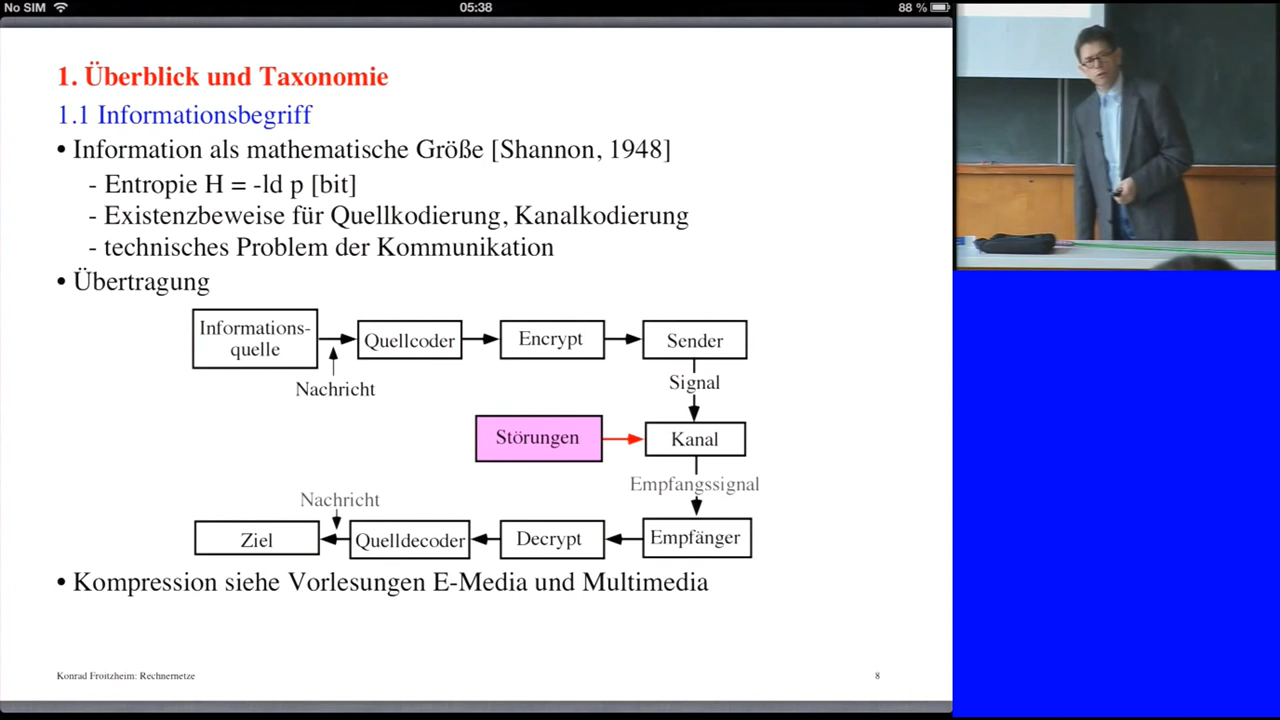 No SIM 05:38 88 %
1. Überblick und Taxonomie
1.1 Informationsbegriff
• Information als mathematische Größe [Shannon, 1948]
- Entropie H = -ld p [bit]
- Existenzbeweise für Quellkodierung, Kanalkodierung
- technisches Problem der Kommunikation
• Übertragung
Informations-
quelle
Quellcoder
Encrypt
Sender
Nachricht
Signal
Störungen
Kanal
Empfangssignal
Nachricht
Ziel
Quelldecoder
Decrypt
Empfänger
• Kompression siehe Vorlesungen E-Media und Multimedia
Konrad Froitzheim: Rechnernetze 8